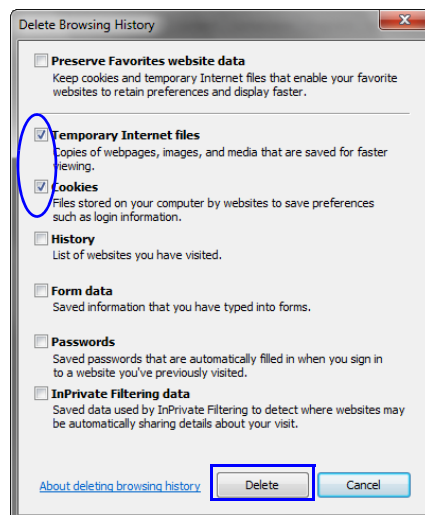 Delete Browsing History
Preserve Favorites website data
Keep cookies and temporary Internet files that enable your favorite
websites to retain preferences and display faster.
Temporary Internet files
Copies of webpages, images, and media that are saved for faster
viewing.
Cookies
Files stored on your computer by websites to save preferences
such as login information.
History
List of websites you have visited.
Form data
Saved information that you have typed into forms.
Passwords
Saved passwords that are automatically filled in when you sign in
to a website you've previously visited.
InPrivate Filtering data
Saved data used by InPrivate Filtering to detect where websites may
be automatically sharing details about your visit.
About deleting browsing history Delete Cancel